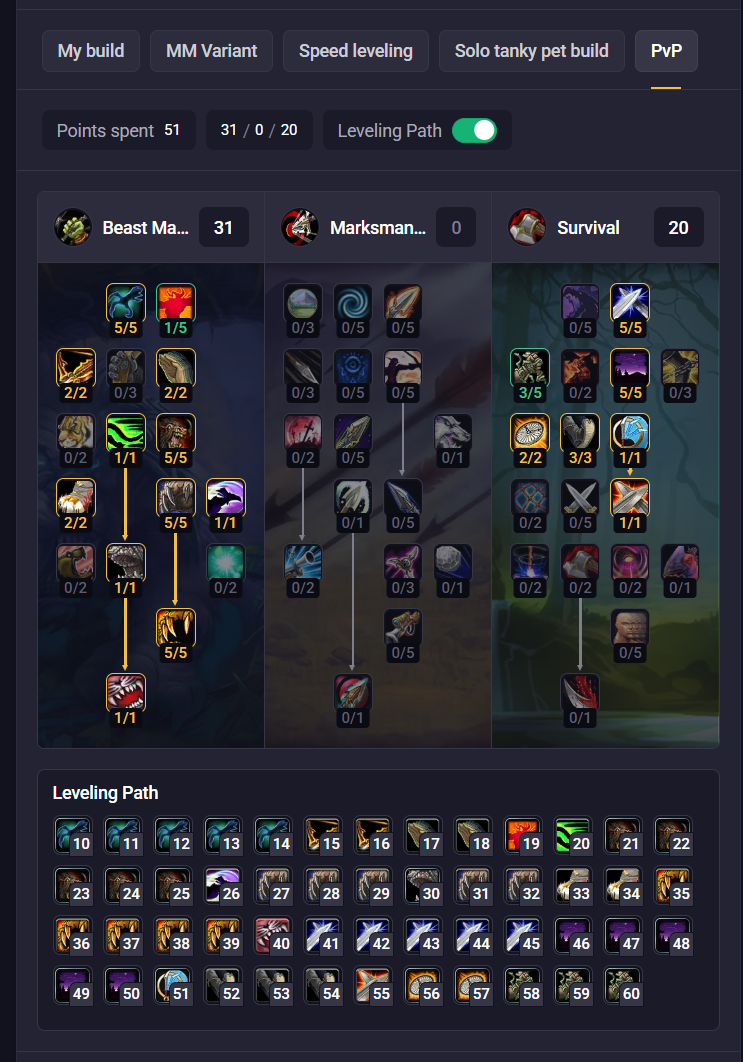 My build MM Variant Speed leveling Solo tanky pet build PvP
Points spent 51 31 / 0 / 20 Leveling Path
Beast Ma... 31 Marksman... 0 Survival 20
5/5 1/5 0/3 0/5 0/5 0/5 5/5
2/2 0/3 2/2 0/3 0/5 0/5 3/5 0/2 5/5 0/3
0/2 1/1 5/5 0/2 0/5 0/1 2/2 3/3 1/1
2/2 5/5 1/1 0/1 0/5 0/2 0/5 1/1
0/2 1/1 0/2 0/2 0/3 0/1 0/2 0/2 0/2 0/1
5/5 0/5 0/5
1/1 0/1 0/1
Leveling Path
10 11 12 13 14 15 16 17 18 19 20 21 22
23 24 25 26 27 28 29 30 31 32 33 34 35
36 37 38 39 40 41 42 43 44 45 46 47 48
49 50 51 52 53 54 55 56 57 58 59 60